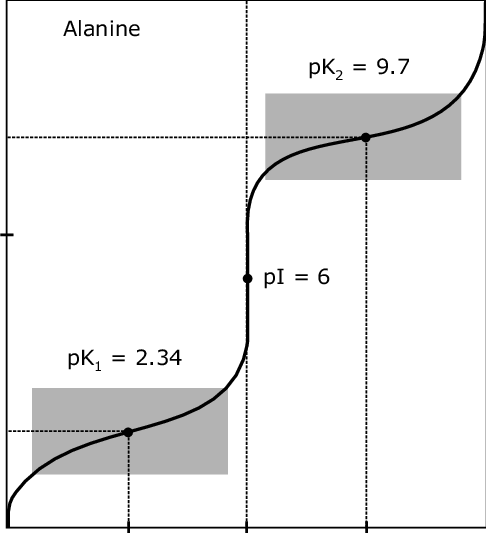 Alanine
pK₂ = 9.7
pI = 6
pK₁ = 2.34